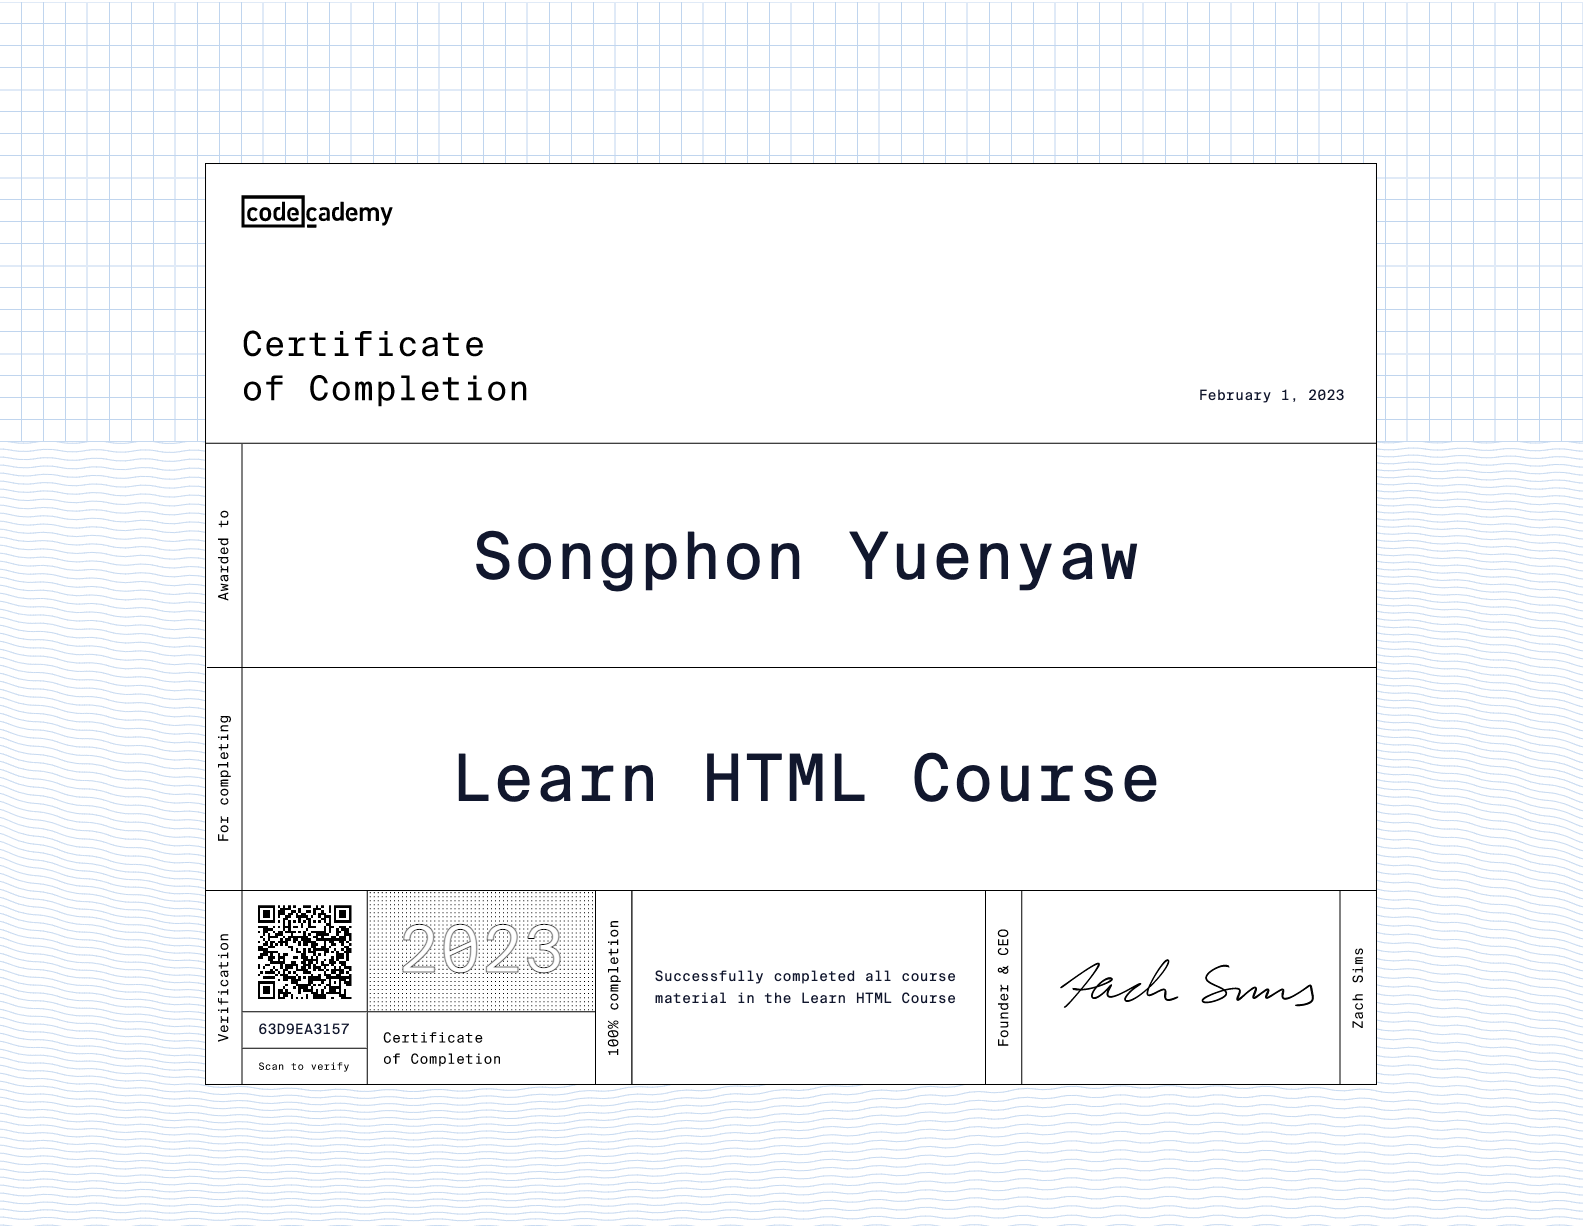 codecademy
Certificate
of Completion
February 1, 2023
Awarded to
Songphon Yuenyaw
For completing
Learn HTML Course
Verification
63D9EA3157
Scan to verify
2023
Certificate
of Completion
100% completion
Successfully completed all course
material in the Learn HTML Course
Founder & CEO
Zach Sims
Zach Sims